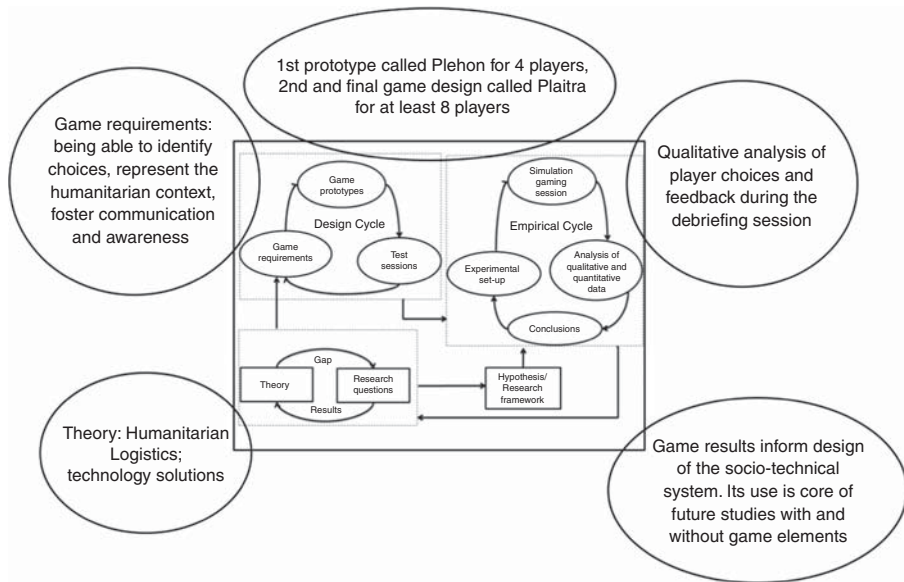 1st prototype called Plehon for 4 players,
2nd and final game design called Plaitra
for at least 8 players
Game requirements:
being able to identify
choices, represent the
humanitarian context,
foster communication
and awareness
Qualitative analysis of
player choices and
feedback during the
debriefing session
Game
prototypes
Design Cycle
Game
requirements
Test
sessions
Simulation
gaming
session
Empirical Cycle
Experimental
set-up
Analysis of
qualitative and
quantitative
data
Conclusions
Gap
Theory
Research
questions
Results
Hypothesis/
Research
framework
Theory: Humanitarian
Logistics;
technology solutions
Game results inform design
of the socio-technical
system. Its use is core of
future studies with and
without game elements